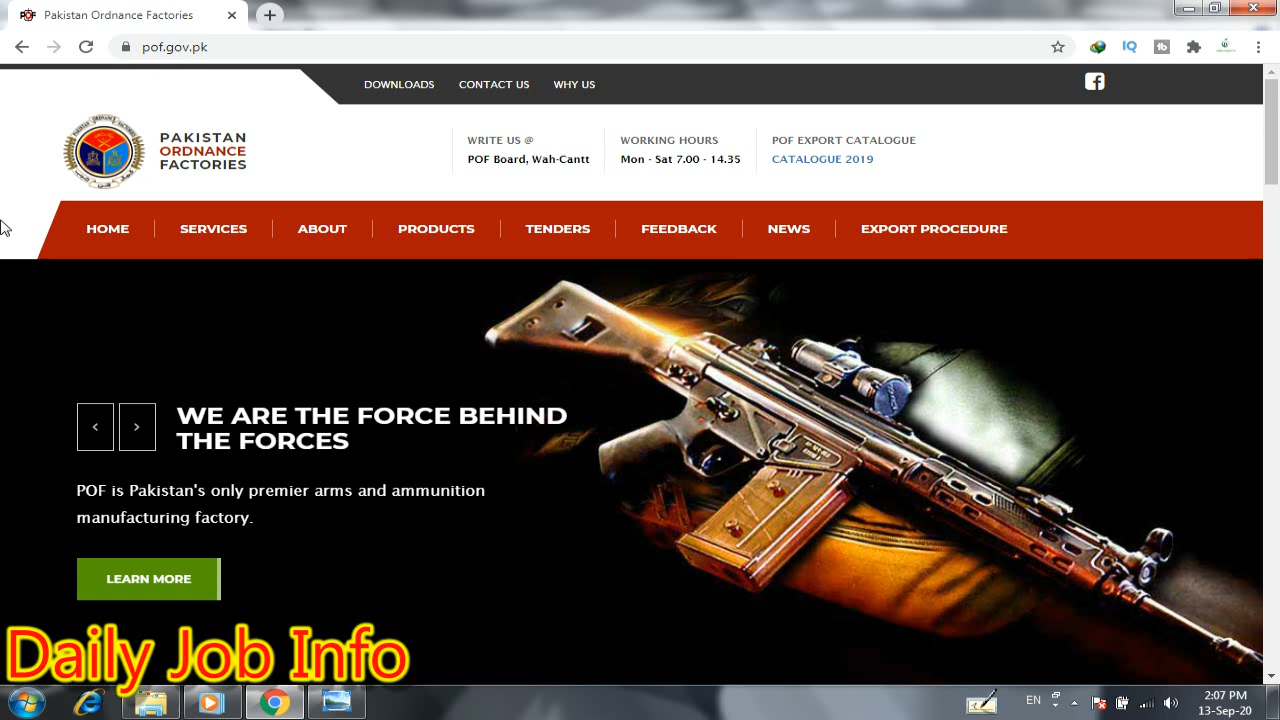 Pakistan Ordnance Factories
pof.gov.pk
DOWNLOADS CONTACT US WHY US
PAKISTAN
ORDNANCE
FACTORIES
WRITE US @
POF Board, Wah-Cantt
WORKING HOURS
Mon - Sat 7.00 - 14.35
POF EXPORT CATALOGUE
CATALOGUE 2019
HOME SERVICES ABOUT PRODUCTS TENDERS FEEDBACK NEWS EXPORT PROCEDURE
WE ARE THE FORCE BEHIND
THE FORCES
POF is Pakistan's only premier arms and ammunition
manufacturing factory.
LEARN MORE
Daily Job Info
EN
2:07 PM
13-Sep-20